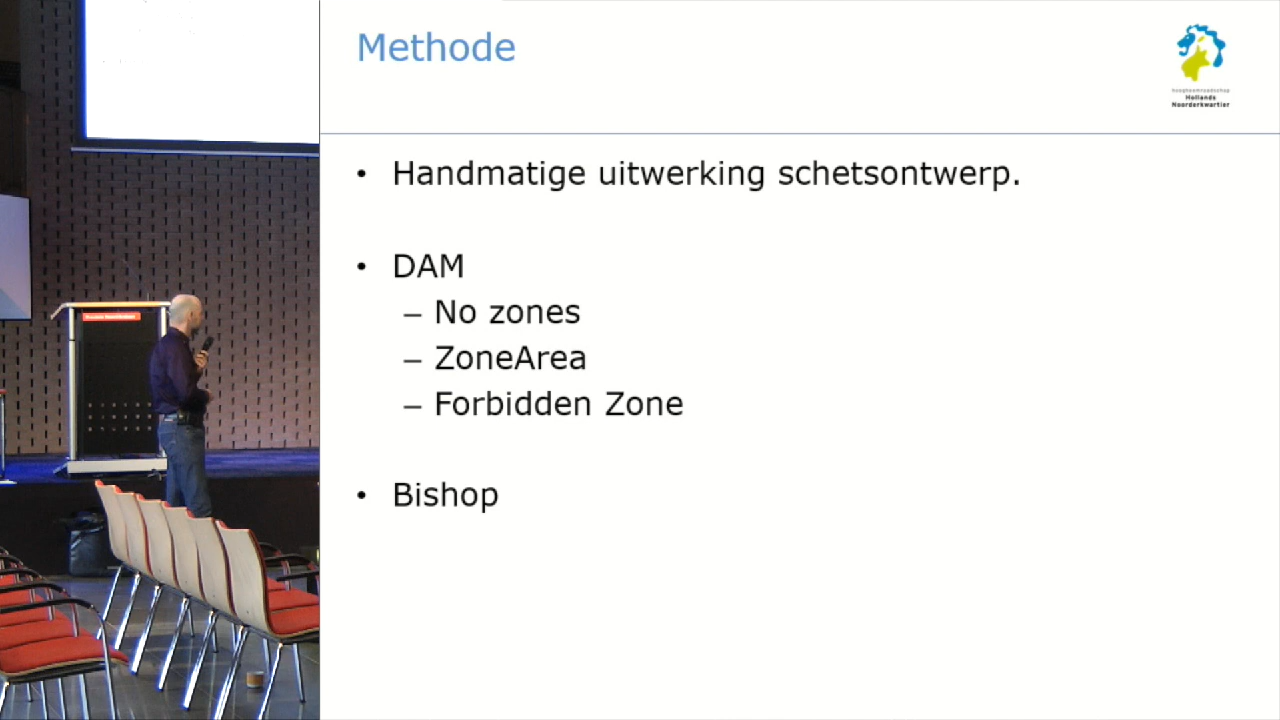 Methode
hoogheemraadschap
Hollands
Noorderkwartier
• Handmatige uitwerking schetsontwerp.
• DAM
– No zones
– ZoneArea
– Forbidden Zone
• Bishop